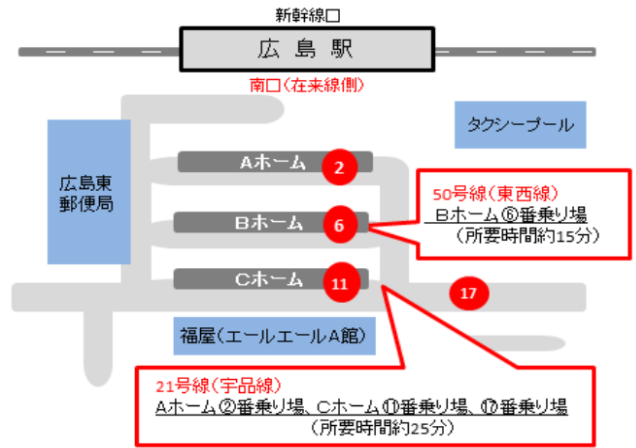 新幹線口
広島駅
南口(在来線側)
タクシープール
広島東
郵便局
Aホーム 2
50号線(東西線)
Bホーム⑥番乗り場
(所要時間約15分)
Bホーム 6
Cホーム 11
17
福屋(エールエールA館)
21号線(宇品線)
Aホーム②番乗り場、Cホーム⑪番乗り場、⑰番乗り場
(所要時間約25分)